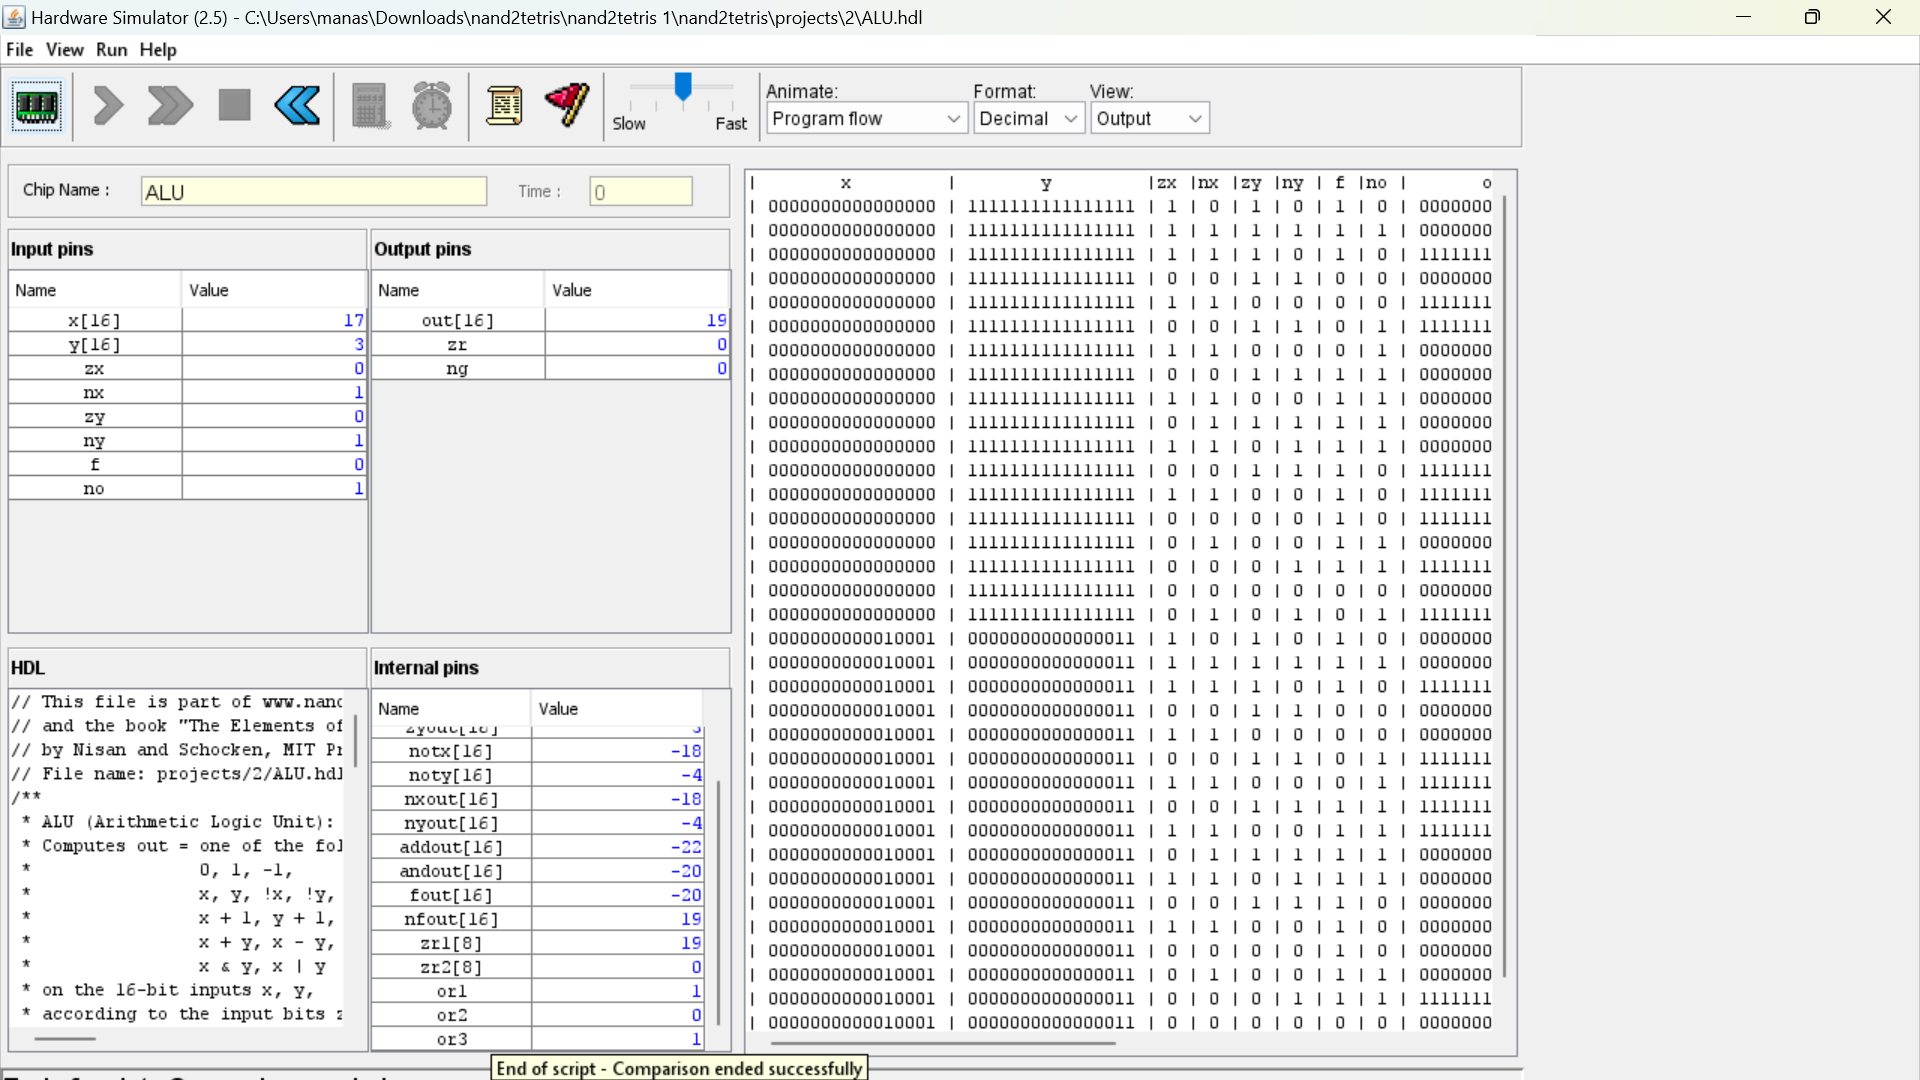 Hardware Simulator (2.5) - C:\Users\manas\Downloads\nand2tetris\nand2tetris 1\nand2tetris\projects\2\ALU.hdl
File View Run Help
Slow Fast
Animate: Format: View:
Program flow Decimal Output
Chip Name : ALU Time : 0
Input pins
Name Value
x[16] 17
y[16] 3
zx 0
nx 1
zy 0
ny 1
f 0
no 1
Output pins
Name Value
out[16] 19
zr 0
ng 0
HDL
// This file is part of www.nand
// and the book "The Elements of
// by Nisan and Schocken, MIT Pr
// File name: projects/2/ALU.hdl
/**
* ALU (Arithmetic Logic Unit):
* Computes out = one of the fol
* 0, 1, -1,
* x, y, !x, !y,
* x + 1, y + 1,
* x + y, x - y,
* x & y, x | y
* on the 16-bit inputs x, y,
* according to the input bits z
Internal pins
Name Value
zyout[16] 3
notx[16] -18
noty[16] -4
nxout[16] -18
nyout[16] -4
addout[16] -22
andout[16] -20
fout[16] -20
nfout[16] 19
zr1[8] 19
zr2[8] 0
or1 1
or2 0
or3 1
| x | y |zx |nx |zy |ny | f |no | o
| 0000000000000000 | 1111111111111111 | 1 | 0 | 1 | 0 | 1 | 0 | 0000000
| 0000000000000000 | 1111111111111111 | 1 | 1 | 1 | 1 | 1 | 1 | 0000000
| 0000000000000000 | 1111111111111111 | 1 | 1 | 1 | 0 | 1 | 0 | 1111111
| 0000000000000000 | 1111111111111111 | 0 | 0 | 1 | 1 | 0 | 0 | 0000000
| 0000000000000000 | 1111111111111111 | 1 | 1 | 0 | 0 | 0 | 0 | 1111111
| 0000000000000000 | 1111111111111111 | 0 | 0 | 1 | 1 | 0 | 1 | 1111111
| 0000000000000000 | 1111111111111111 | 1 | 1 | 0 | 0 | 0 | 1 | 0000000
| 0000000000000000 | 1111111111111111 | 0 | 0 | 1 | 1 | 1 | 1 | 0000000
| 0000000000000000 | 1111111111111111 | 1 | 1 | 0 | 0 | 1 | 1 | 0000000
| 0000000000000000 | 1111111111111111 | 0 | 1 | 1 | 1 | 1 | 1 | 0000000
| 0000000000000000 | 1111111111111111 | 1 | 1 | 0 | 1 | 1 | 1 | 0000000
| 0000000000000000 | 1111111111111111 | 0 | 0 | 1 | 1 | 1 | 0 | 1111111
| 0000000000000000 | 1111111111111111 | 1 | 1 | 0 | 0 | 1 | 0 | 1111111
| 0000000000000000 | 1111111111111111 | 0 | 0 | 0 | 0 | 1 | 0 | 1111111
| 0000000000000000 | 1111111111111111 | 0 | 1 | 0 | 0 | 1 | 1 | 0000000
| 0000000000000000 | 1111111111111111 | 0 | 0 | 0 | 1 | 1 | 1 | 1111111
| 0000000000000000 | 1111111111111111 | 0 | 0 | 0 | 0 | 0 | 0 | 0000000
| 0000000000000000 | 1111111111111111 | 0 | 1 | 0 | 1 | 0 | 1 | 1111111
| 0000000000010001 | 0000000000000011 | 1 | 0 | 1 | 0 | 1 | 0 | 0000000
| 0000000000010001 | 0000000000000011 | 1 | 1 | 1 | 1 | 1 | 1 | 0000000
| 0000000000010001 | 0000000000000011 | 1 | 1 | 1 | 0 | 1 | 0 | 1111111
| 0000000000010001 | 0000000000000011 | 0 | 0 | 1 | 1 | 0 | 0 | 0000000
| 0000000000010001 | 0000000000000011 | 1 | 1 | 0 | 0 | 0 | 0 | 0000000
| 0000000000010001 | 0000000000000011 | 0 | 0 | 1 | 1 | 0 | 1 | 1111111
| 0000000000010001 | 0000000000000011 | 1 | 1 | 0 | 0 | 0 | 1 | 1111111
| 0000000000010001 | 0000000000000011 | 0 | 0 | 1 | 1 | 1 | 1 | 1111111
| 0000000000010001 | 0000000000000011 | 1 | 1 | 0 | 0 | 1 | 1 | 1111111
| 0000000000010001 | 0000000000000011 | 0 | 1 | 1 | 1 | 1 | 1 | 0000000
| 0000000000010001 | 0000000000000011 | 1 | 1 | 0 | 1 | 1 | 1 | 0000000
| 0000000000010001 | 0000000000000011 | 0 | 0 | 1 | 1 | 1 | 0 | 0000000
| 0000000000010001 | 0000000000000011 | 1 | 1 | 0 | 0 | 1 | 0 | 0000000
| 0000000000010001 | 0000000000000011 | 0 | 0 | 0 | 0 | 1 | 0 | 0000000
| 0000000000010001 | 0000000000000011 | 0 | 1 | 0 | 0 | 1 | 1 | 0000000
| 0000000000010001 | 0000000000000011 | 0 | 0 | 0 | 1 | 1 | 1 | 1111111
| 0000000000010001 | 0000000000000011 | 0 | 0 | 0 | 0 | 0 | 0 | 0000000
End of script - Comparison ended successfully